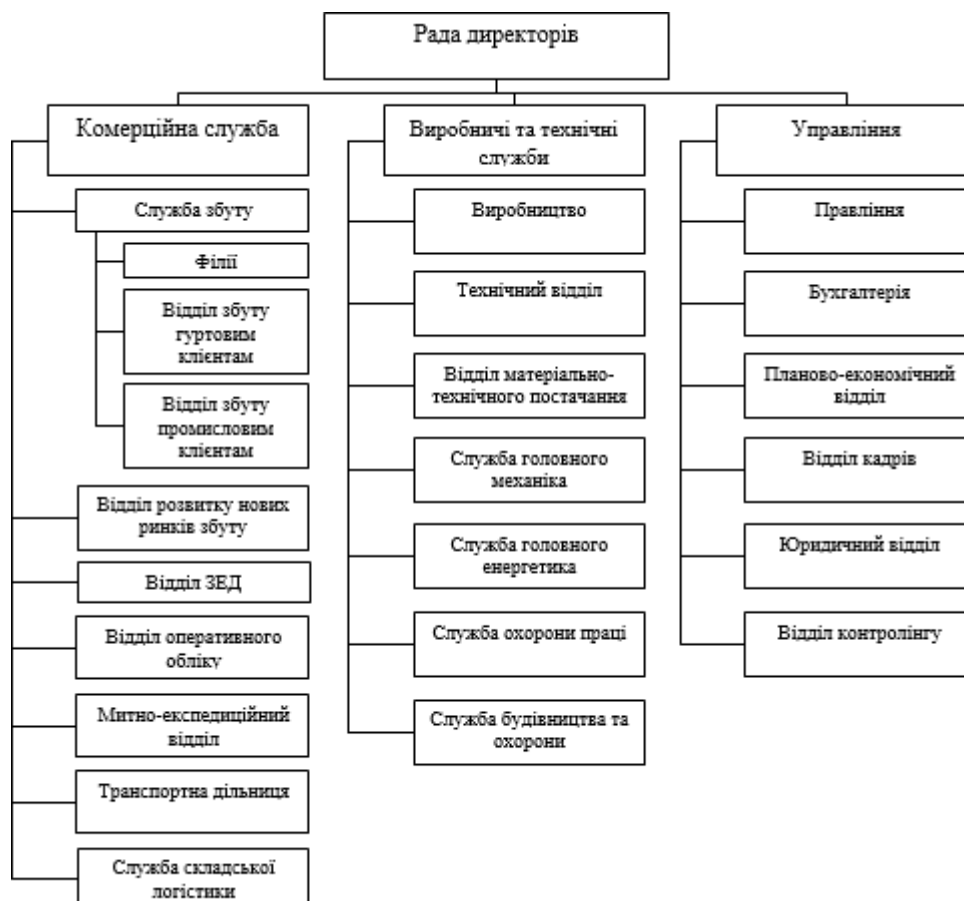 Рада директорів
Комерційна служба
Служба збуту
Філії
Відділ збуту
гуртовим
клієнтам
Відділ збуту
промисловим
клієнтам
Відділ розвитку нових
ринків збуту
Відділ ЗЕД
Відділ оперативного
обліку
Митно-експедиційний
відділ
Транспортна дільниця
Служба складської
логістики
Виробничі та технічні
служби
Виробництво
Технічний відділ
Відділ матеріально-
технічного постачання
Служба головного
механіка
Служба головного
енергетика
Служба охорони праці
Служба будівництва та
охорони
Управління
Правління
Бухгалтерія
Планово-економічний
відділ
Відділ кадрів
Юридичний відділ
Відділ контролінгу